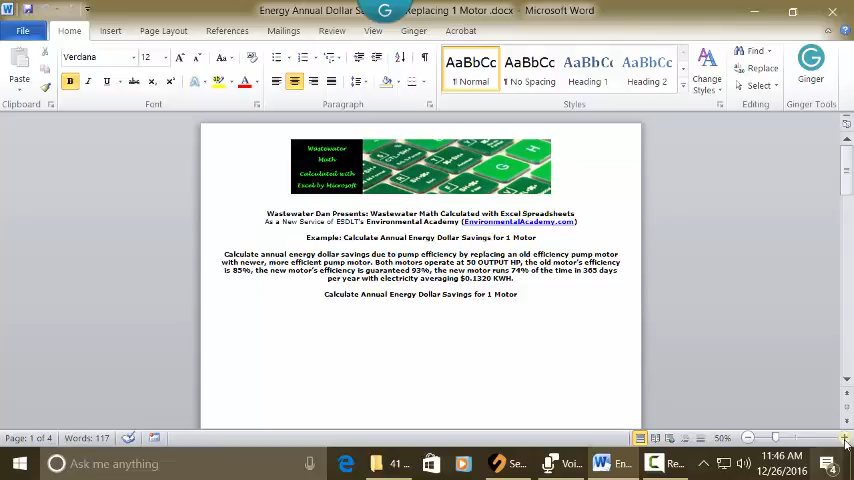 Energy Annual Dollar Sa
Replacing 1 Motor .docx - Microsoft Word
File
Home
Insert
Page Layout
References
Mailings
Review
View
Ginger
Acrobat
Paste
Verdana
12
Clipboard
Font
Paragraph
AaBbCc
¶ Normal
AaBbCc
¶ No Spacing
AaBbCc
Heading 1
AaBbCc
Heading 2
Change
Styles
Styles
Find
Replace
Select
Editing
Ginger
Ginger Tools
Wastewater
Math
Calculated with
Excel by Microsoft
G
H
Wastewater Dan Presents: Wastewater Math Calculated with Excel Spreadsheets
As a New Service of ESDLT's Environmental Academy (EnvironmentalAcademy.com)
Example: Calculate Annual Energy Dollar Savings for 1 Motor
Calculate annual energy dollar savings due to pump efficiency by replacing an old efficiency pump motor
with newer, more efficient pump motor. Both motors operate at 50 OUTPUT HP, the old motor's efficiency
is 85%, the new motor's efficiency is guaranteed 93%, the new motor runs 74% of the time in 365 days
per year with electricity averaging $0.1320 KWH.
Calculate Annual Energy Dollar Savings for 1 Motor
Page: 1 of 4
Words: 117
50%
Ask me anything
41 ...
Se...
Voi...
En...
Re...
11:46 AM
12/26/2016
4